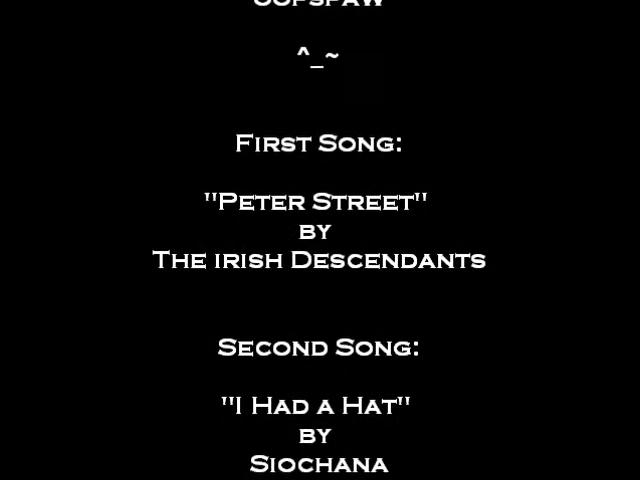 ^_~
First Song:
"Peter Street"
by
The irish Descendants
Second Song:
"I Had a Hat"
by
Siochana